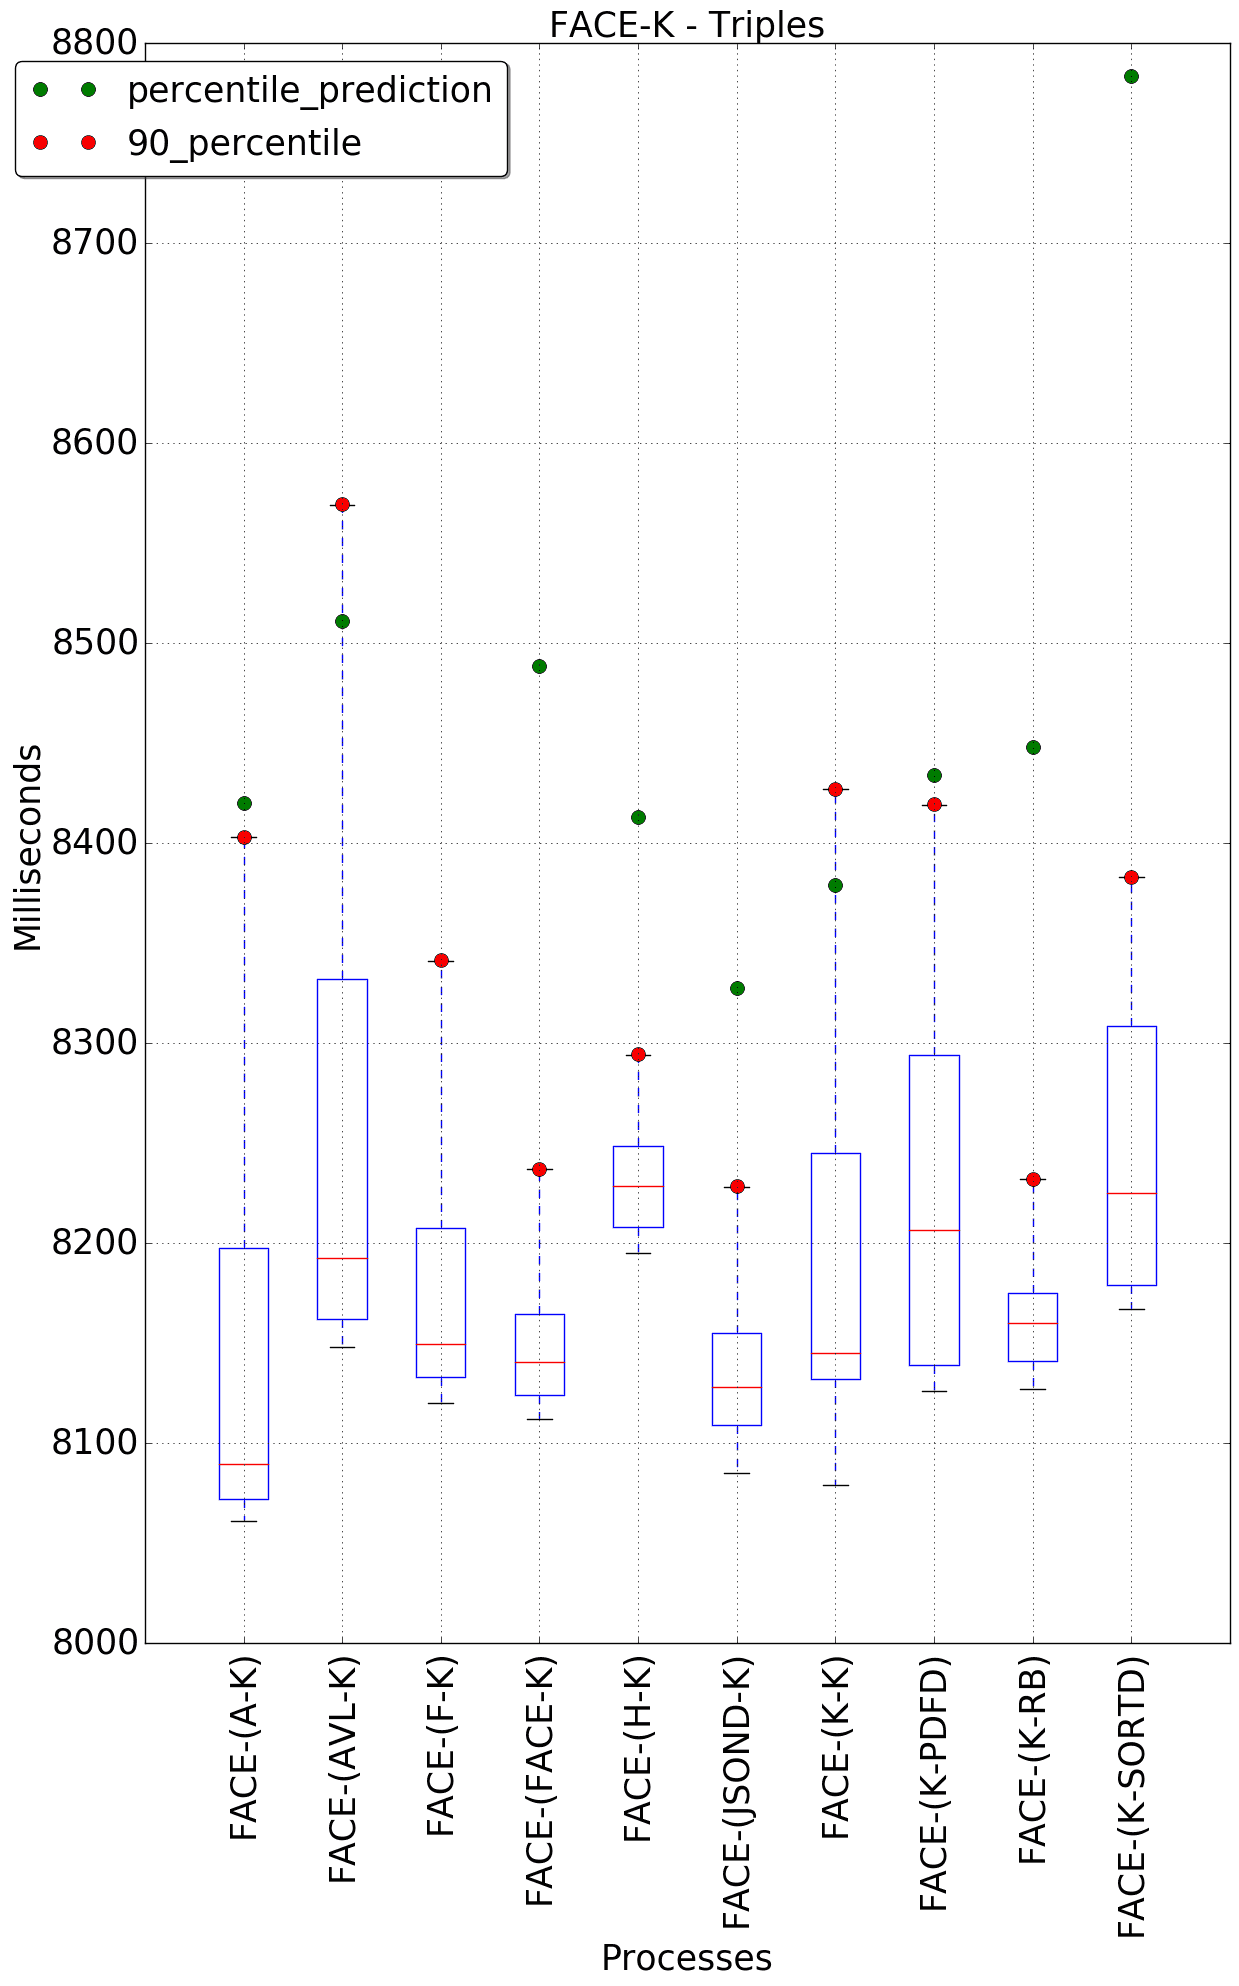 FACE-K - Triples
percentile_prediction
90_percentile
8800
8700
8600
8500
8400
8300
8200
8100
8000
Milliseconds
FACE-(A-K)
FACE-(AVL-K)
FACE-(F-K)
FACE-(FACE-K)
FACE-(H-K)
FACE-(JSOND-K)
FACE-(K-K)
FACE-(K-PDFD)
FACE-(K-RB)
FACE-(K-SORTD)
Processes